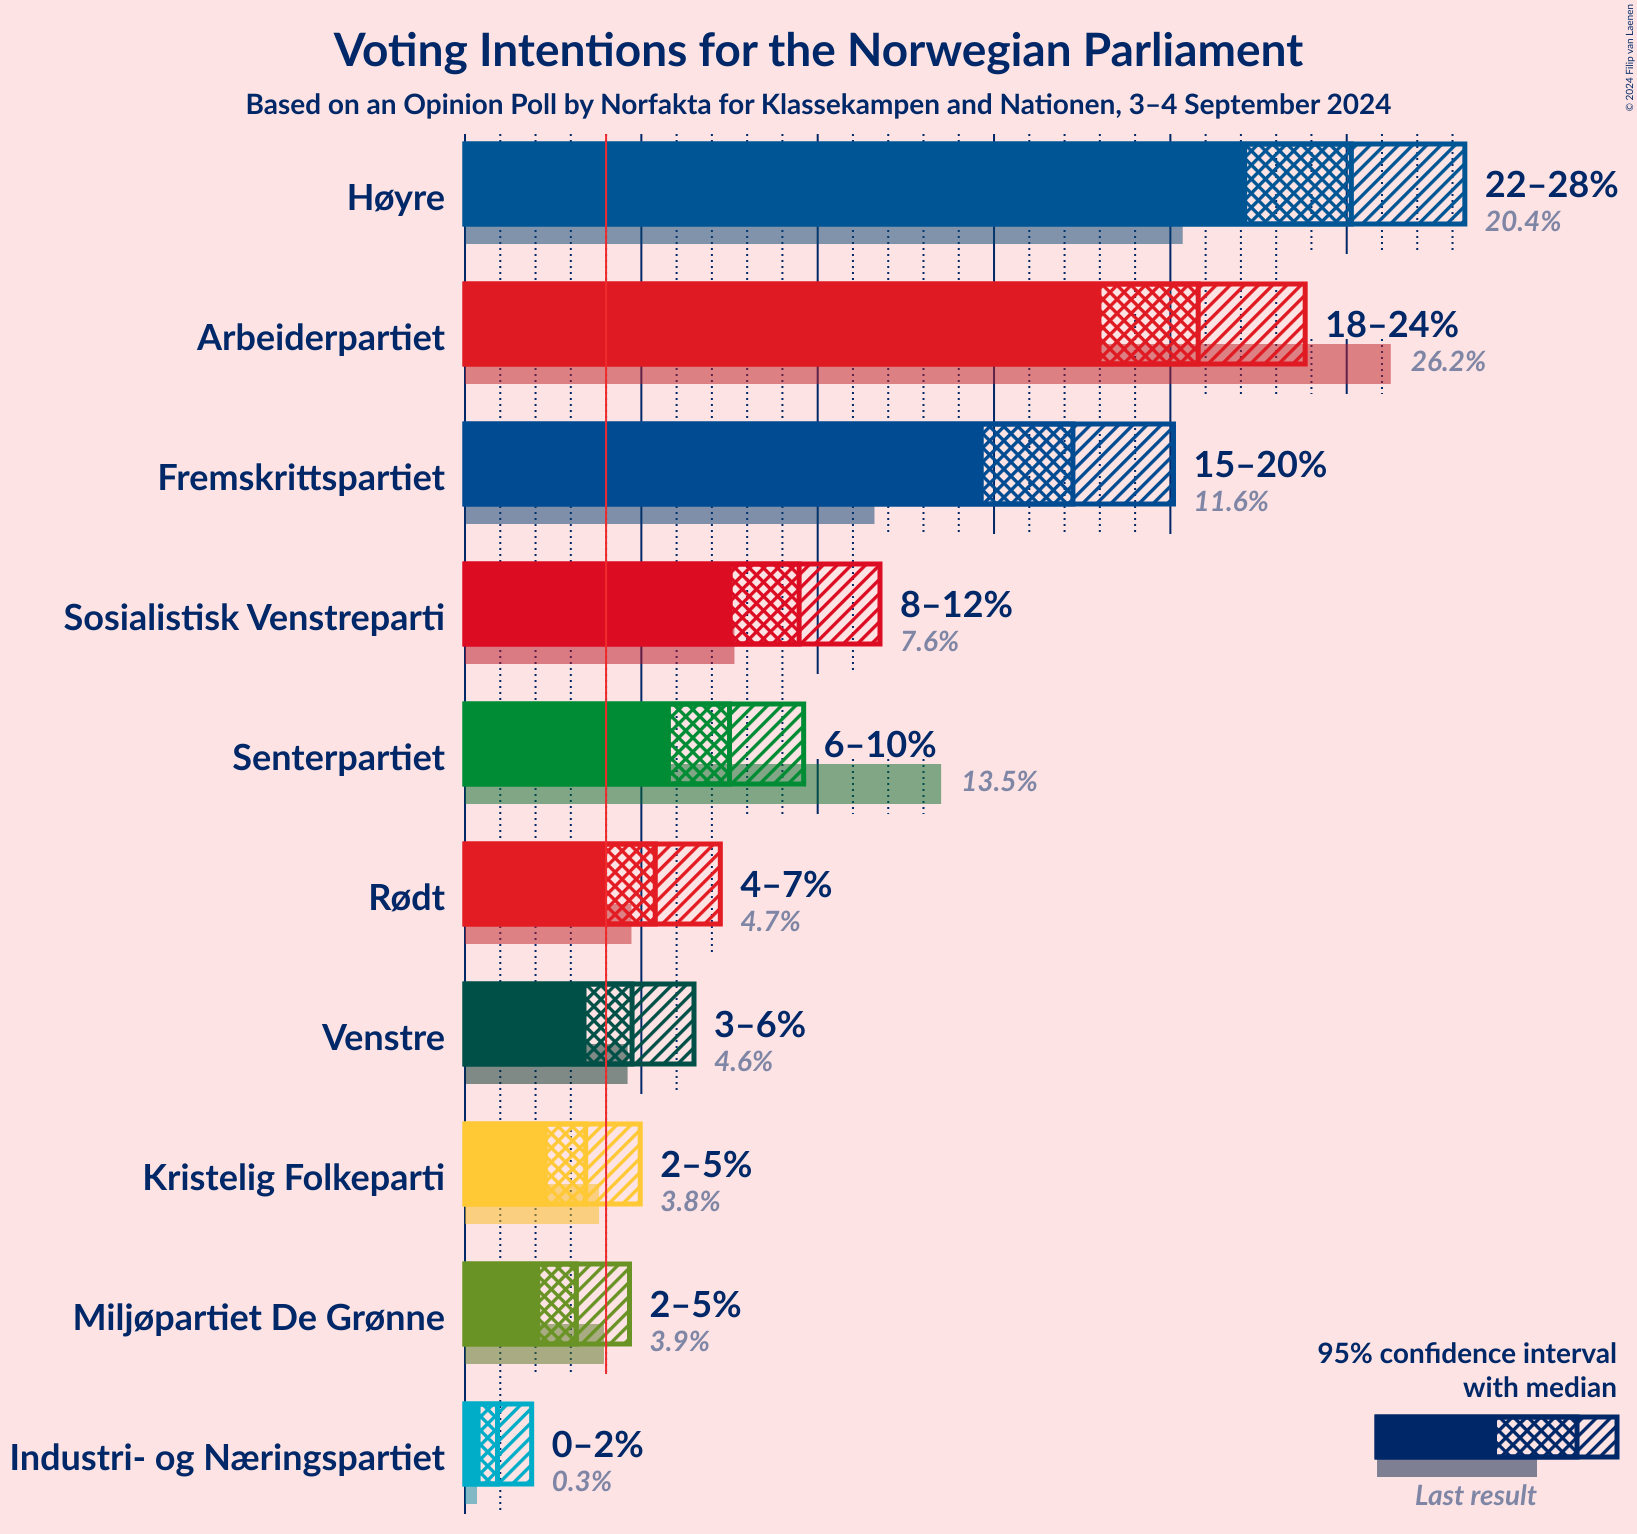 Voting Intentions for the Norwegian Parliament
Based on an Opinion Poll by Norfakta for Klassekampen and Nationen, 3–4 September 2024
© 2024 Filip van Laenen
Høyre
22–28%
20.4%
Arbeiderpartiet
18–24%
26.2%
Fremskrittspartiet
15–20%
11.6%
Sosialistisk Venstreparti
8–12%
7.6%
Senterpartiet
6–10%
13.5%
Rødt
4–7%
4.7%
Venstre
3–6%
4.6%
Kristelig Folkeparti
2–5%
3.8%
Miljøpartiet De Grønne
2–5%
3.9%
Industri- og Næringspartiet
0–2%
0.3%
95% confidence interval
with median
Last result